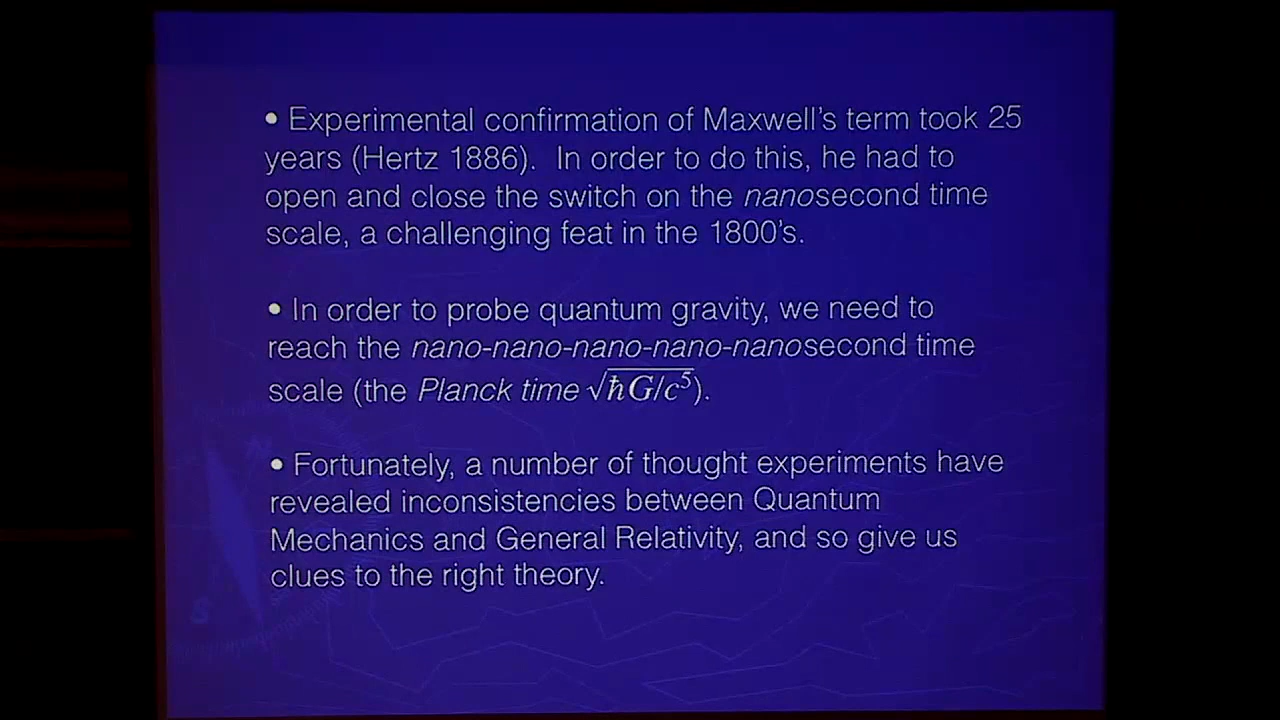 • Experimental confirmation of Maxwell's term took 25
years (Hertz 1886). In order to do this, he had to
open and close the switch on the nanosecond time
scale, a challenging feat in the 1800's.
• In order to probe quantum gravity, we need to
reach the nano-nano-nano-nano-nanosecond time
scale (the Planck time √ħG/c⁵).
• Fortunately, a number of thought experiments have
revealed inconsistencies between Quantum
Mechanics and General Relativity, and so give us
clues to the right theory.
S